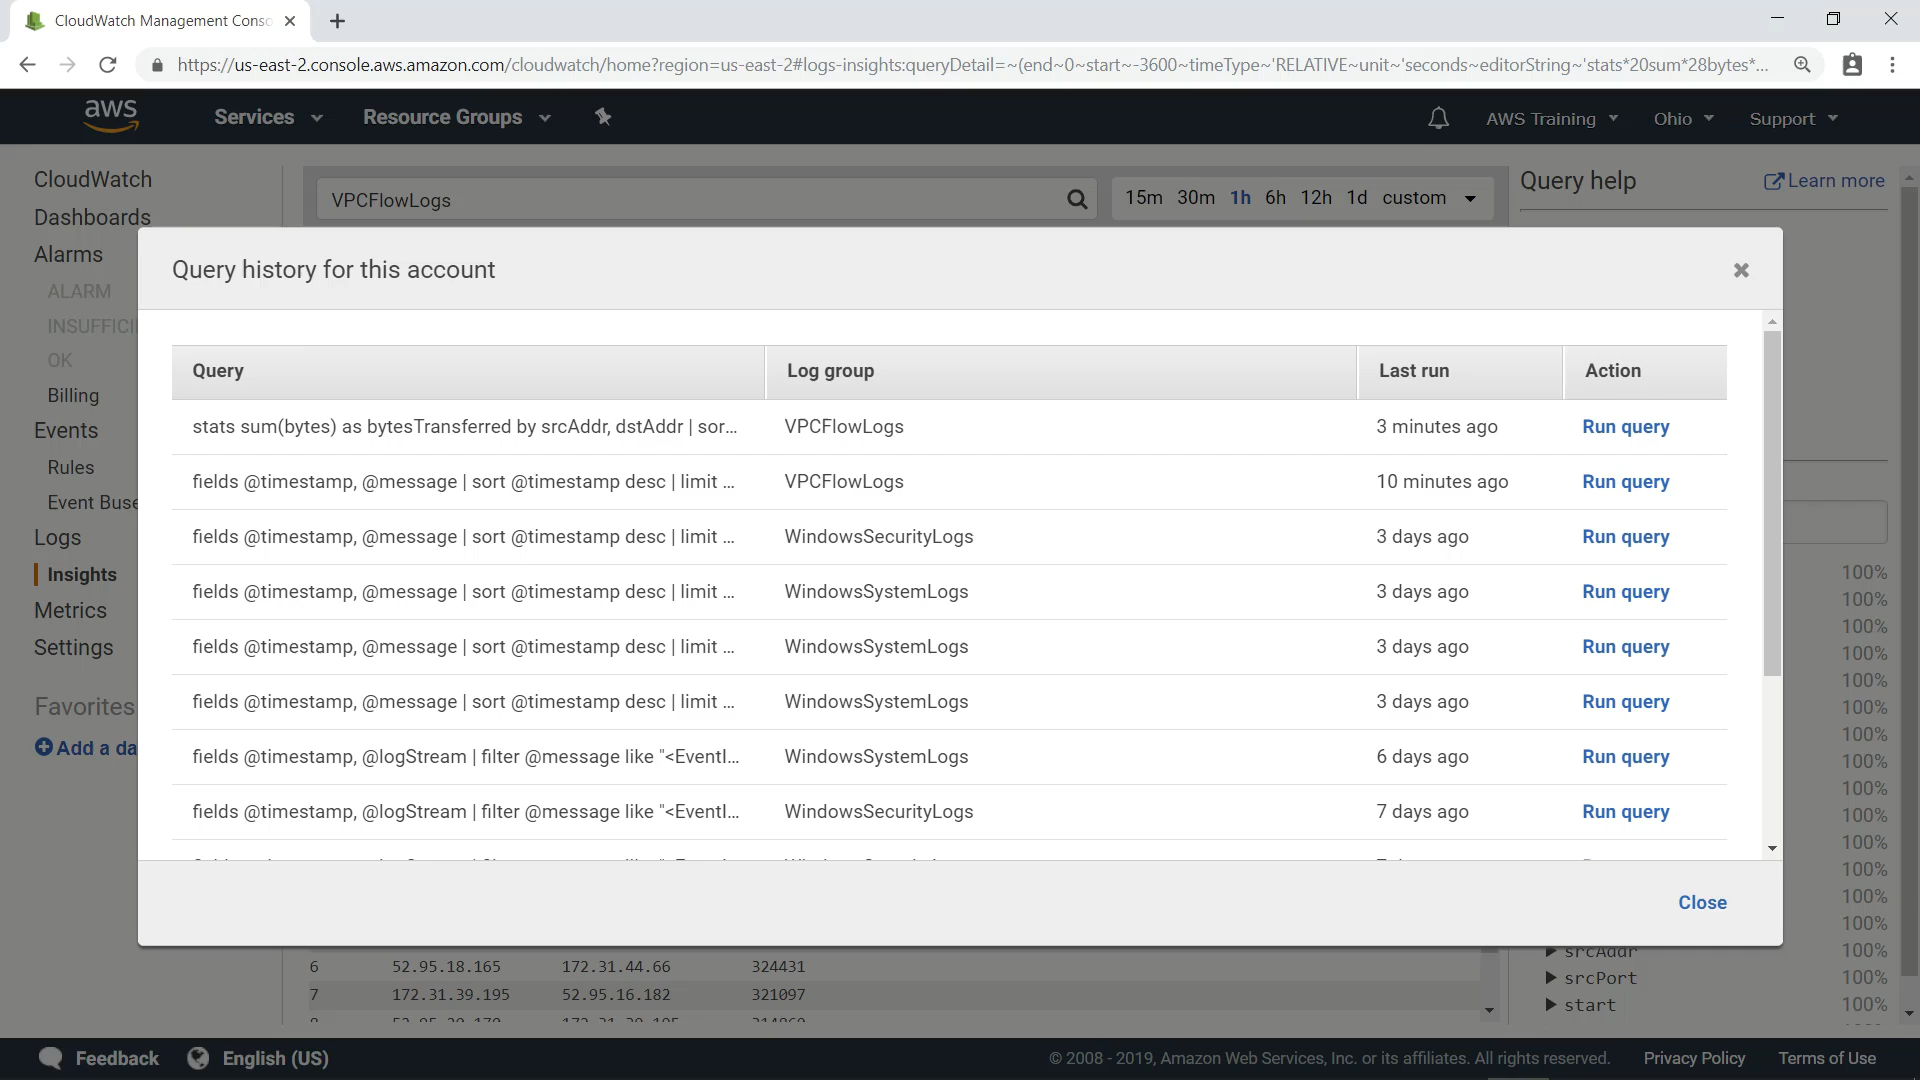 CloudWatch Management Conso
https://us-east-2.console.aws.amazon.com/cloudwatch/home?region=us-east-2#logs-insights:queryDetail=~(end~0~start~-3600~timeType~'RELATIVE~unit~'seconds~editorString~'stats*20sum*28bytes*...
aws Services Resource Groups AWS Training Ohio Support
CloudWatch
Dashboards
Alarms
ALARM
INSUFFICI
OK
Billing
Events
Rules
Event Buse
Logs
Insights
Metrics
Settings
Favorites
Add a da
VPCFlowLogs
15m 30m 1h 6h 12h 1d custom
Query help
Learn more
Query history for this account
Query Log group Last run Action
stats sum(bytes) as bytesTransferred by srcAddr, dstAddr | sor... VPCFlowLogs 3 minutes ago Run query
fields @timestamp, @message | sort @timestamp desc | limit ... VPCFlowLogs 10 minutes ago Run query
fields @timestamp, @message | sort @timestamp desc | limit ... WindowsSecurityLogs 3 days ago Run query
fields @timestamp, @message | sort @timestamp desc | limit ... WindowsSystemLogs 3 days ago Run query
fields @timestamp, @message | sort @timestamp desc | limit ... WindowsSystemLogs 3 days ago Run query
fields @timestamp, @message | sort @timestamp desc | limit ... WindowsSystemLogs 3 days ago Run query
fields @timestamp, @logStream | filter @message like "<EventI... WindowsSystemLogs 6 days ago Run query
fields @timestamp, @logStream | filter @message like "<EventI... WindowsSecurityLogs 7 days ago Run query
Close
6 52.95.18.165 172.31.44.66 324431
7 172.31.39.195 52.95.16.182 321097
100%
100%
100%
100%
100%
100%
100%
100%
100%
100%
100%
100%
100%
100%
srcAddr 100%
srcPort 100%
start 100%
Feedback English (US) © 2008 - 2019, Amazon Web Services, Inc. or its affiliates. All rights reserved. Privacy Policy Terms of Use